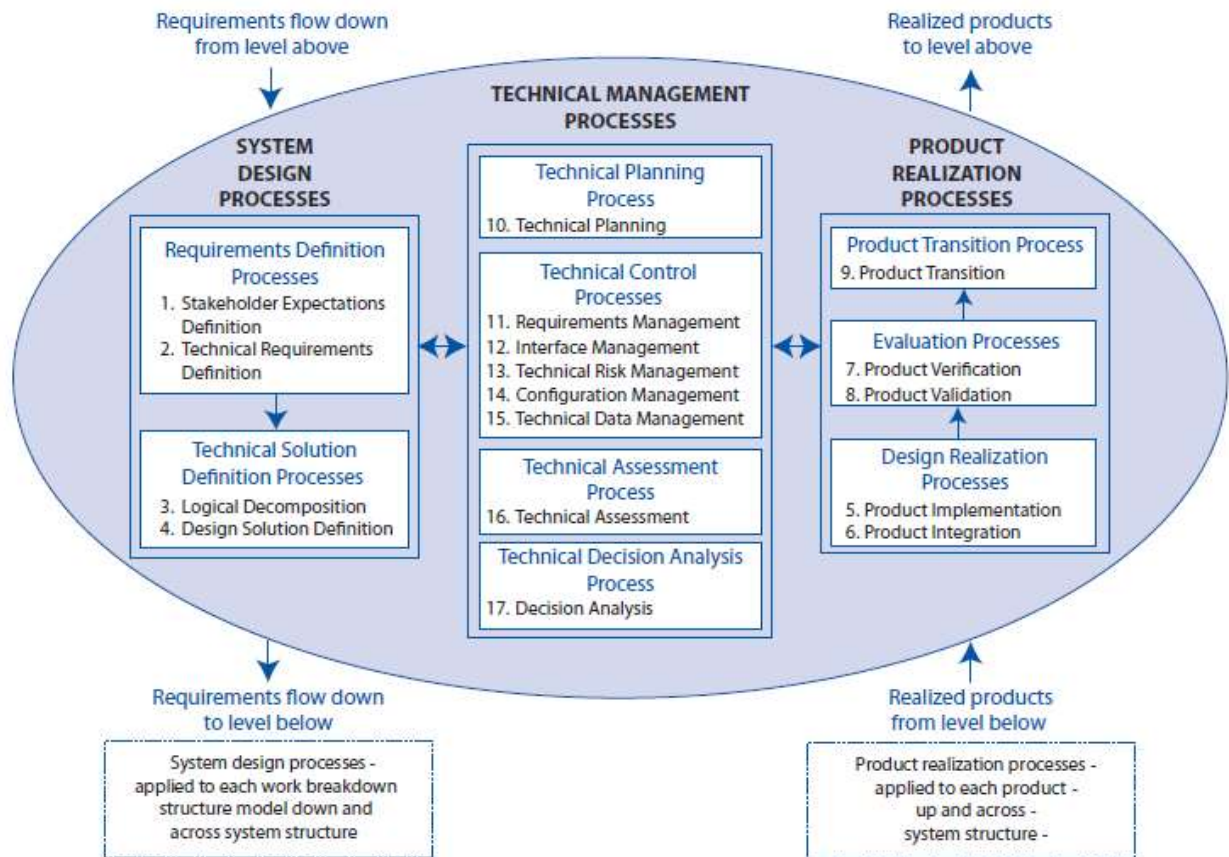 Requirements flow down
from level above
Realized products
to level above
TECHNICAL MANAGEMENT
PROCESSES
SYSTEM
DESIGN
PROCESSES
Requirements Definition
Processes
1. Stakeholder Expectations
Definition
2. Technical Requirements
Definition
Technical Solution
Definition Processes
3. Logical Decomposition
4. Design Solution Definition
Technical Planning
Process
10. Technical Planning
Technical Control
Processes
11. Requirements Management
12. Interface Management
13. Technical Risk Management
14. Configuration Management
15. Technical Data Management
Technical Assessment
Process
16. Technical Assessment
Technical Decision Analysis
Process
17. Decision Analysis
PRODUCT
REALIZATION
PROCESSES
Product Transition Process
9. Product Transition
Evaluation Processes
7. Product Verification
8. Product Validation
Design Realization
Processes
5. Product Implementation
6. Product Integration
Requirements flow down
to level below
System design processes -
applied to each work breakdown
structure model down and
across system structure
Realized products
from level below
Product realization processes -
applied to each product -
up and across -
system structure -